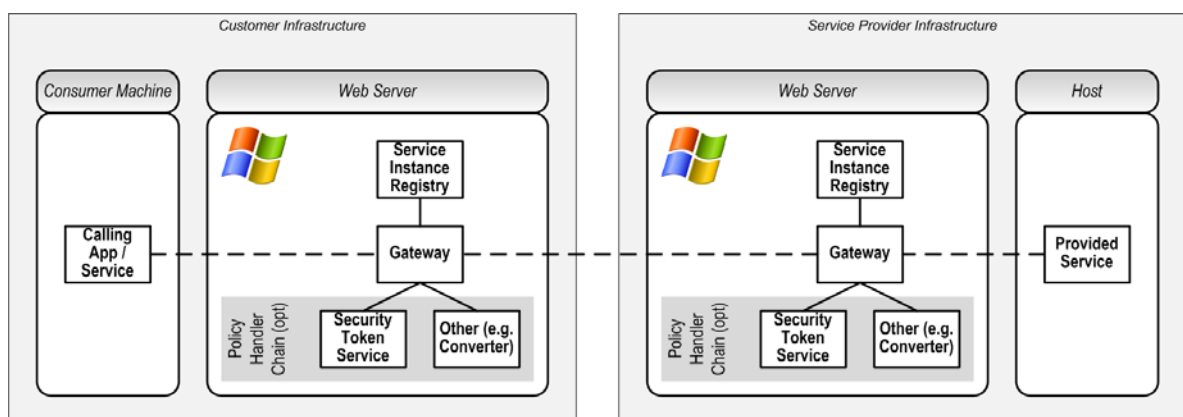 Customer Infrastructure
Consumer Machine
Web Server
Service
Instance
Registry
Calling
App /
Service
Gateway
Policy
Handler
Chain (opt)
Security
Token
Service
Other (e.g.
Converter)
Service Provider Infrastructure
Web Server
Host
Service
Instance
Registry
Gateway
Provided
Service
Policy
Handler
Chain (opt)
Security
Token
Service
Other (e.g.
Converter)